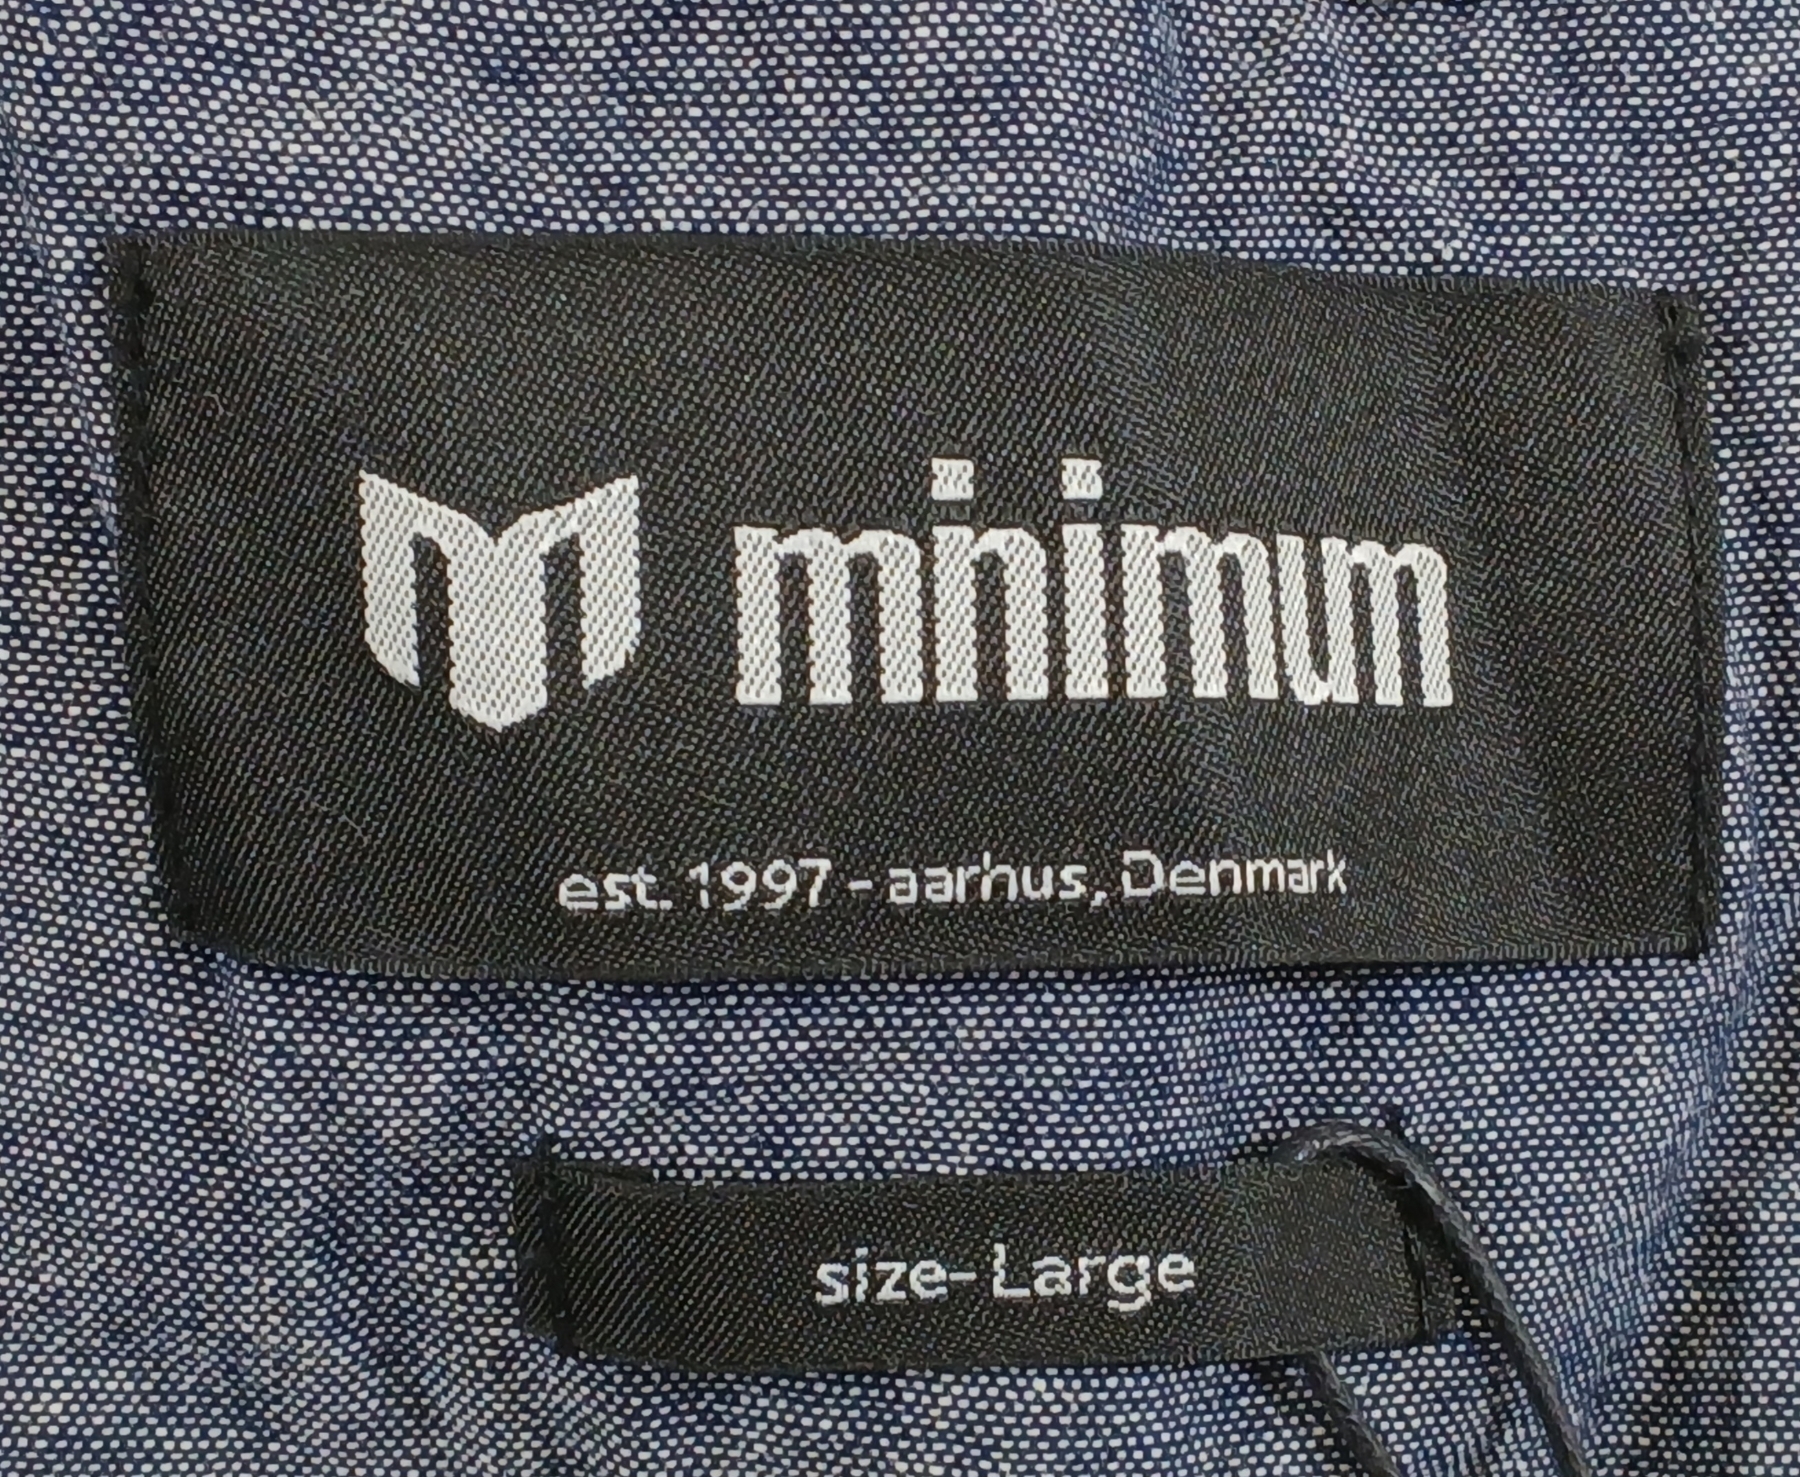 minimum
est. 1997 - aarhus, Denmark
size-Large